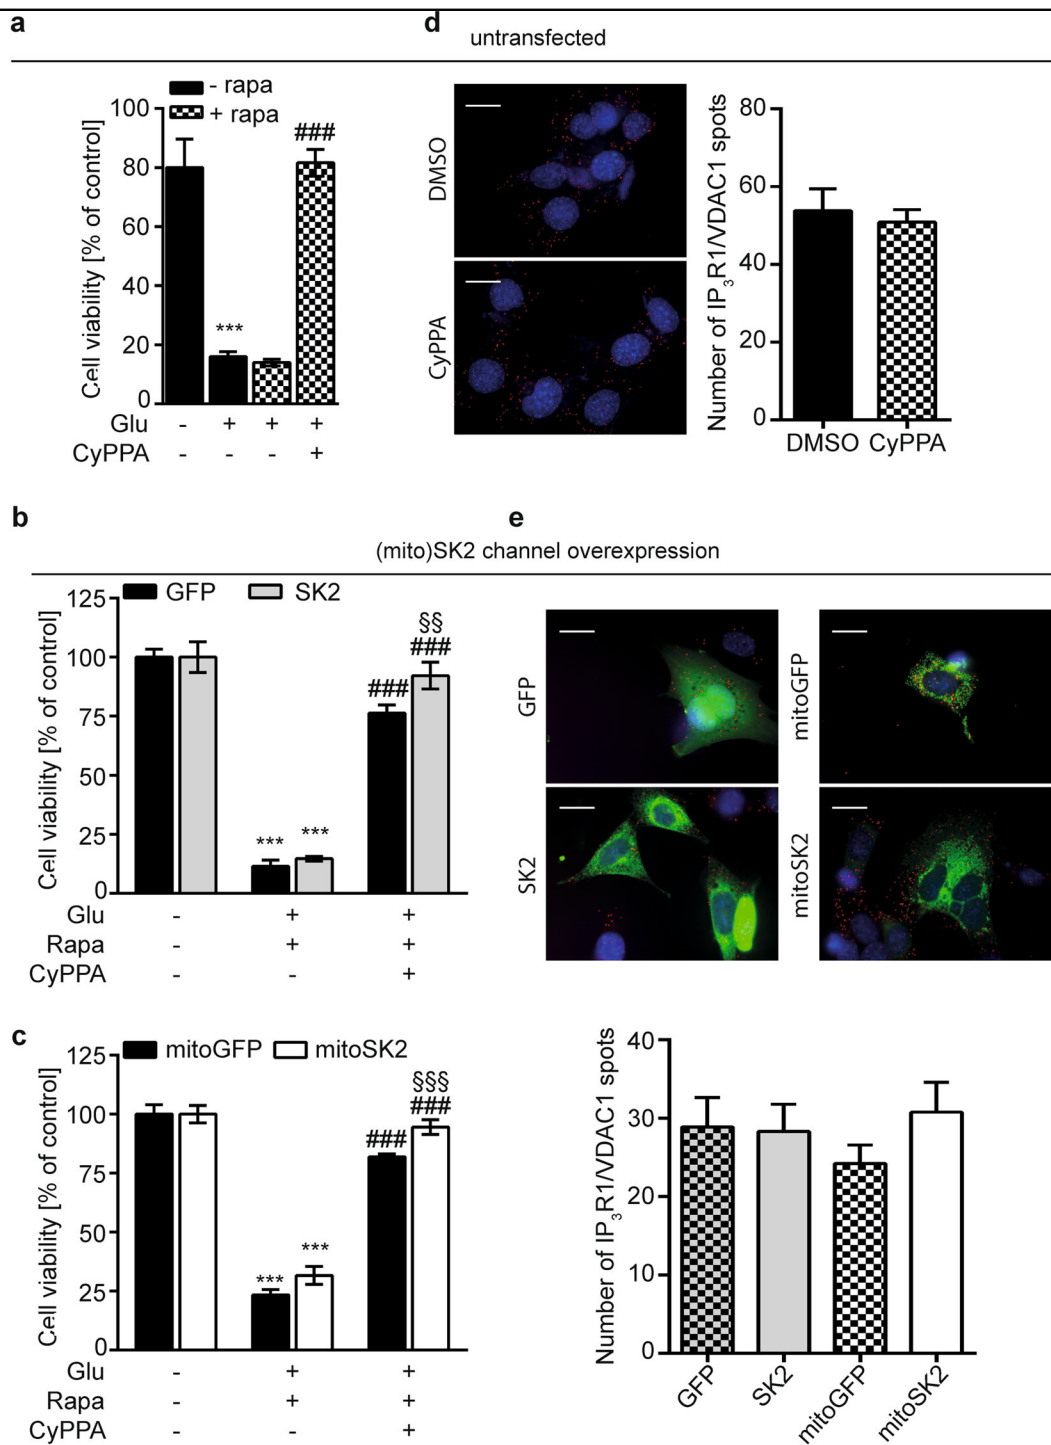 a
- rapa
+ rapa
Cell viability [% of control]
100
80
60
40
20
0
###
***
Glu - + + +
CyPPA - - - +
d
untransfected
DMSO
CyPPA
Number of IP3R1/VDAC1 spots
80
60
40
20
0
DMSO CyPPA
b
e
(mito)SK2 channel overexpression
GFP SK2
Cell viability [% of control]
125
100
75
50
25
0
*** ***
###
§§
###
Glu - + +
Rapa - + +
CyPPA - - +
GFP
mitoGFP
SK2
mitoSK2
c
mitoGFP mitoSK2
Cell viability [% of control]
125
100
75
50
25
0
*** ***
###
§§§
###
Glu - + +
Rapa - + +
CyPPA - - +
Number of IP3R1/VDAC1 spots
40
30
20
10
0
GFP
SK2
mitoGFP
mitoSK2